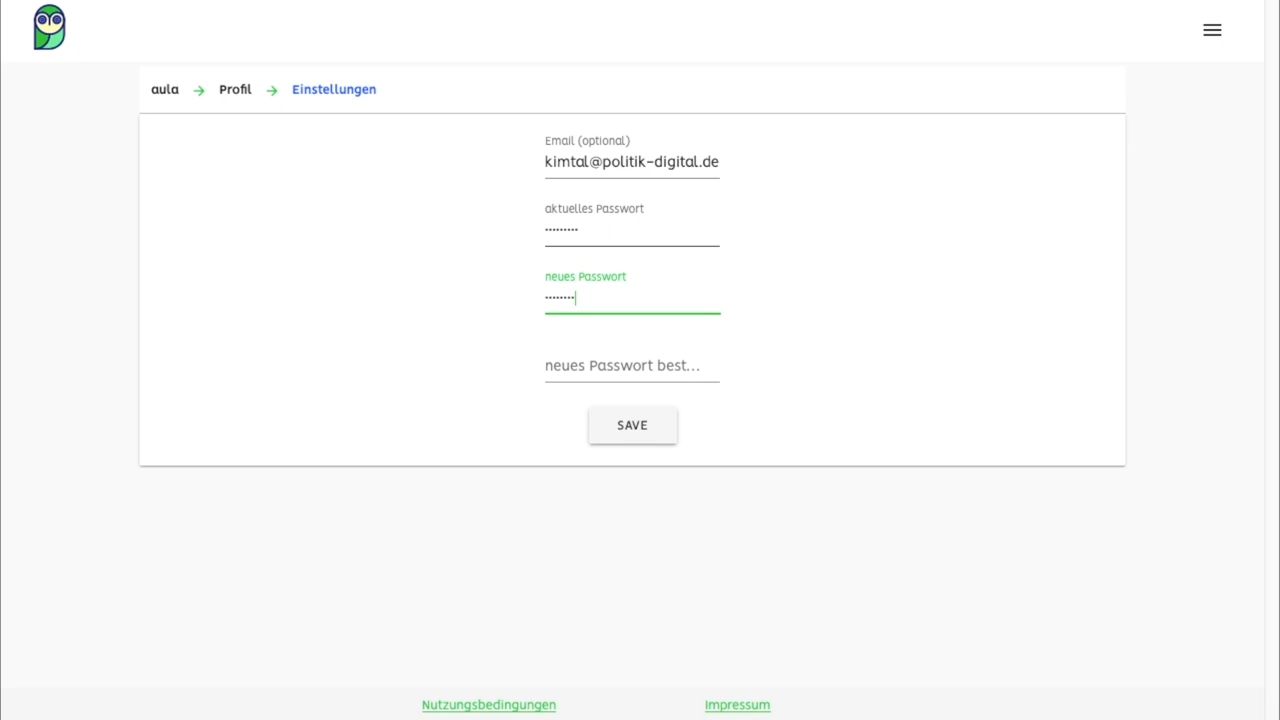 aula → Profil → Einstellungen
Email (optional)
kimtal@politik-digital.de
aktuelles Passwort
•••••••••
neues Passwort
••••••••
neues Passwort best...
SAVE
Nutzungsbedingungen Impressum